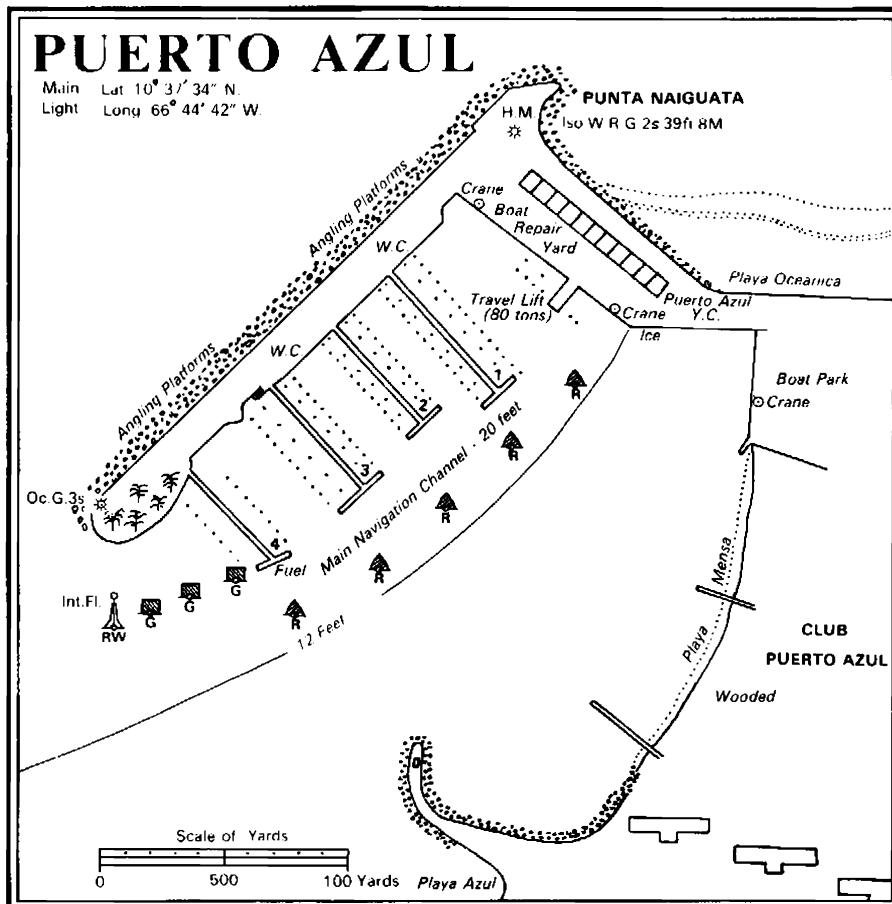 PUERTO AZUL
Main Lat 10° 37' 34" N.
Light Long 66° 44' 42" W.
H.M.
PUNTA NAIGUATA
Iso W R G 2s 39ft 8M
Angling Platforms
Crane
Boat
Repair
Yard
W.C.
Playa Oceanica
Travel Lift
(80 tons)
Puerto Azul
Y.C.
Crane
Ice
W.C
Angling Platforms
1
R
Boat Park
Crane
2
R
3
Main Navigation Channel - 20 feet
R
Oc.G.3s
4
Fuel
R
Int.Fl.
RW
G
G
G
R
12 Feet
Playa Mensa
CLUB
PUERTO AZUL
Wooded
Scale of Yards
0 500 100 Yards
Playa Azul